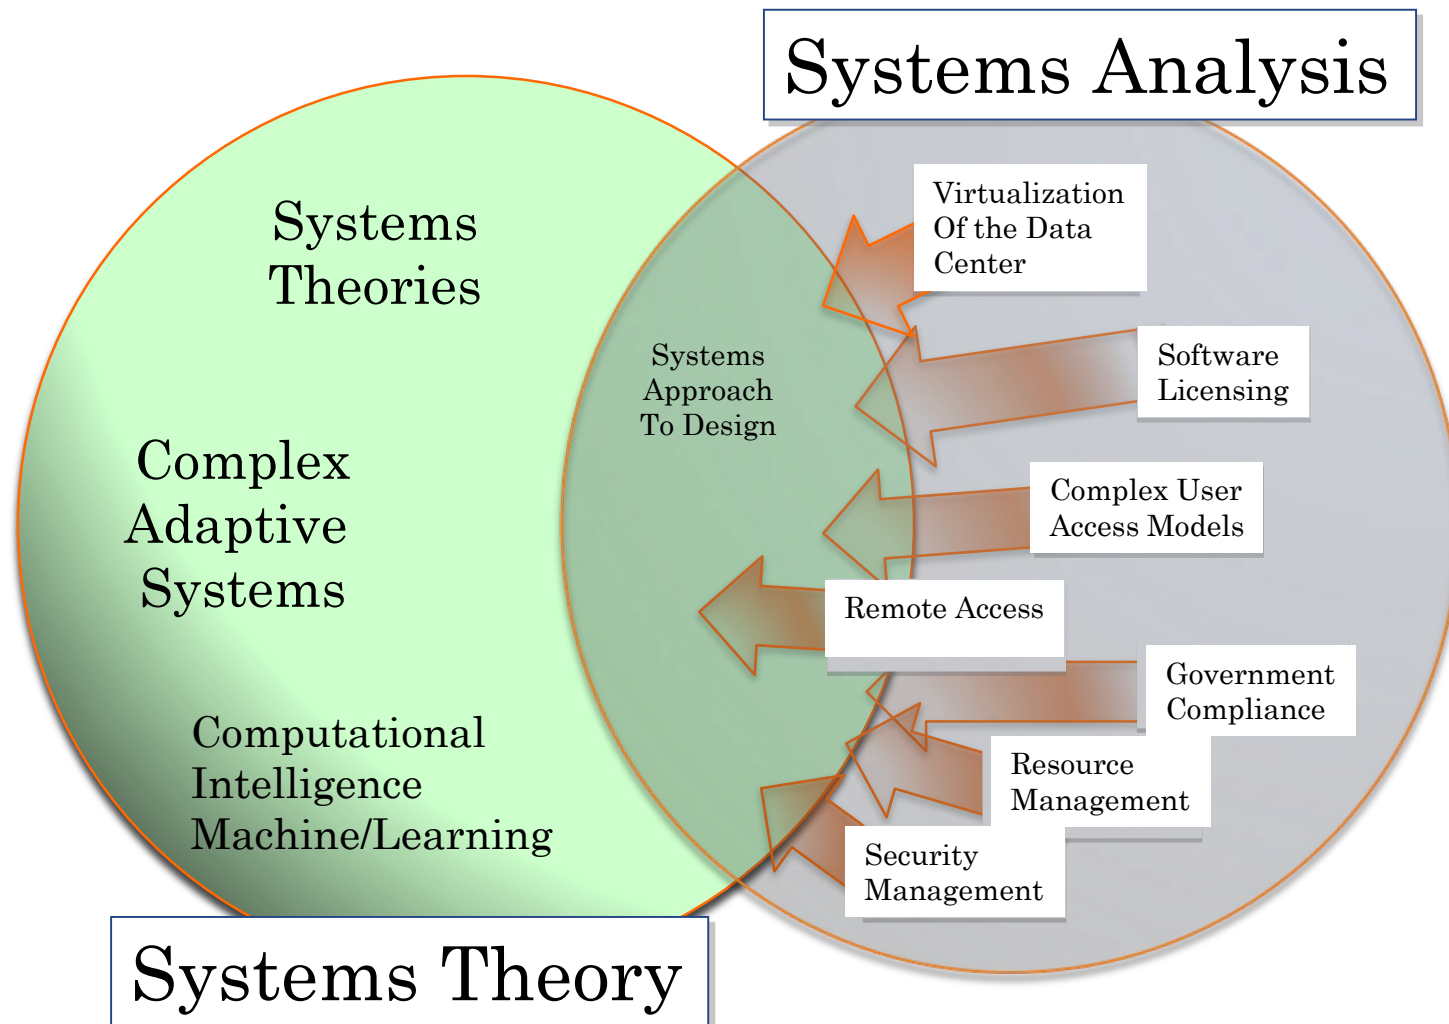 Systems Analysis
Systems
Theories
Complex
Adaptive
Systems
Computational
Intelligence
Machine/Learning
Systems
Approach
To Design
Virtualization
Of the Data
Center
Software
Licensing
Complex User
Access Models
Remote Access
Government
Compliance
Resource
Management
Security
Management
Systems Theory